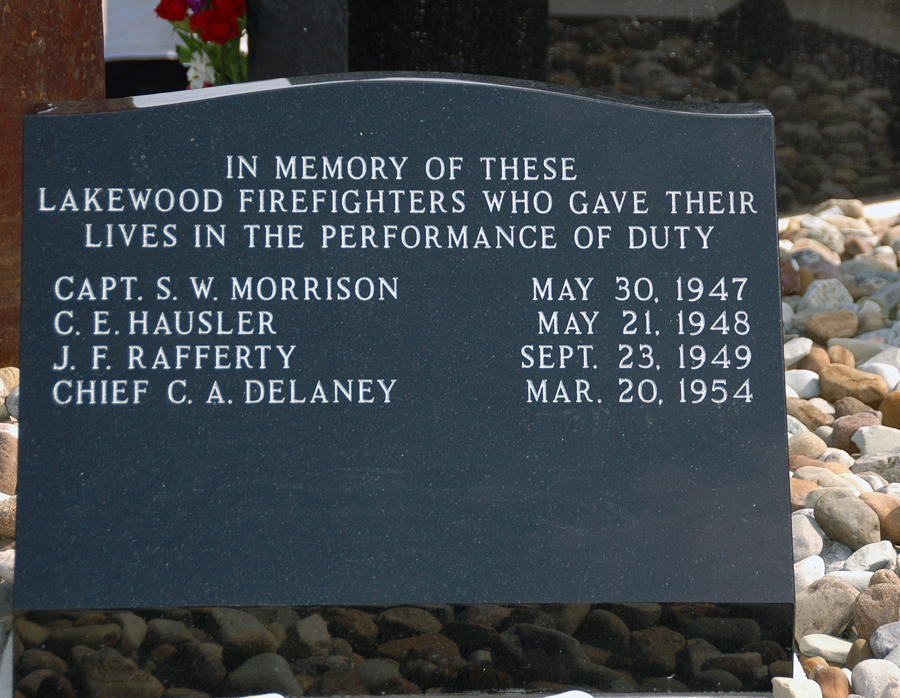 IN MEMORY OF THESE
LAKEWOOD FIREFIGHTERS WHO GAVE THEIR
LIVES IN THE PERFORMANCE OF DUTY
CAPT. S. W. MORRISON MAY 30, 1947
C. E. HAUSLER MAY 21, 1948
J. F. RAFFERTY SEPT. 23, 1949
CHIEF C. A. DELANEY MAR. 20, 1954